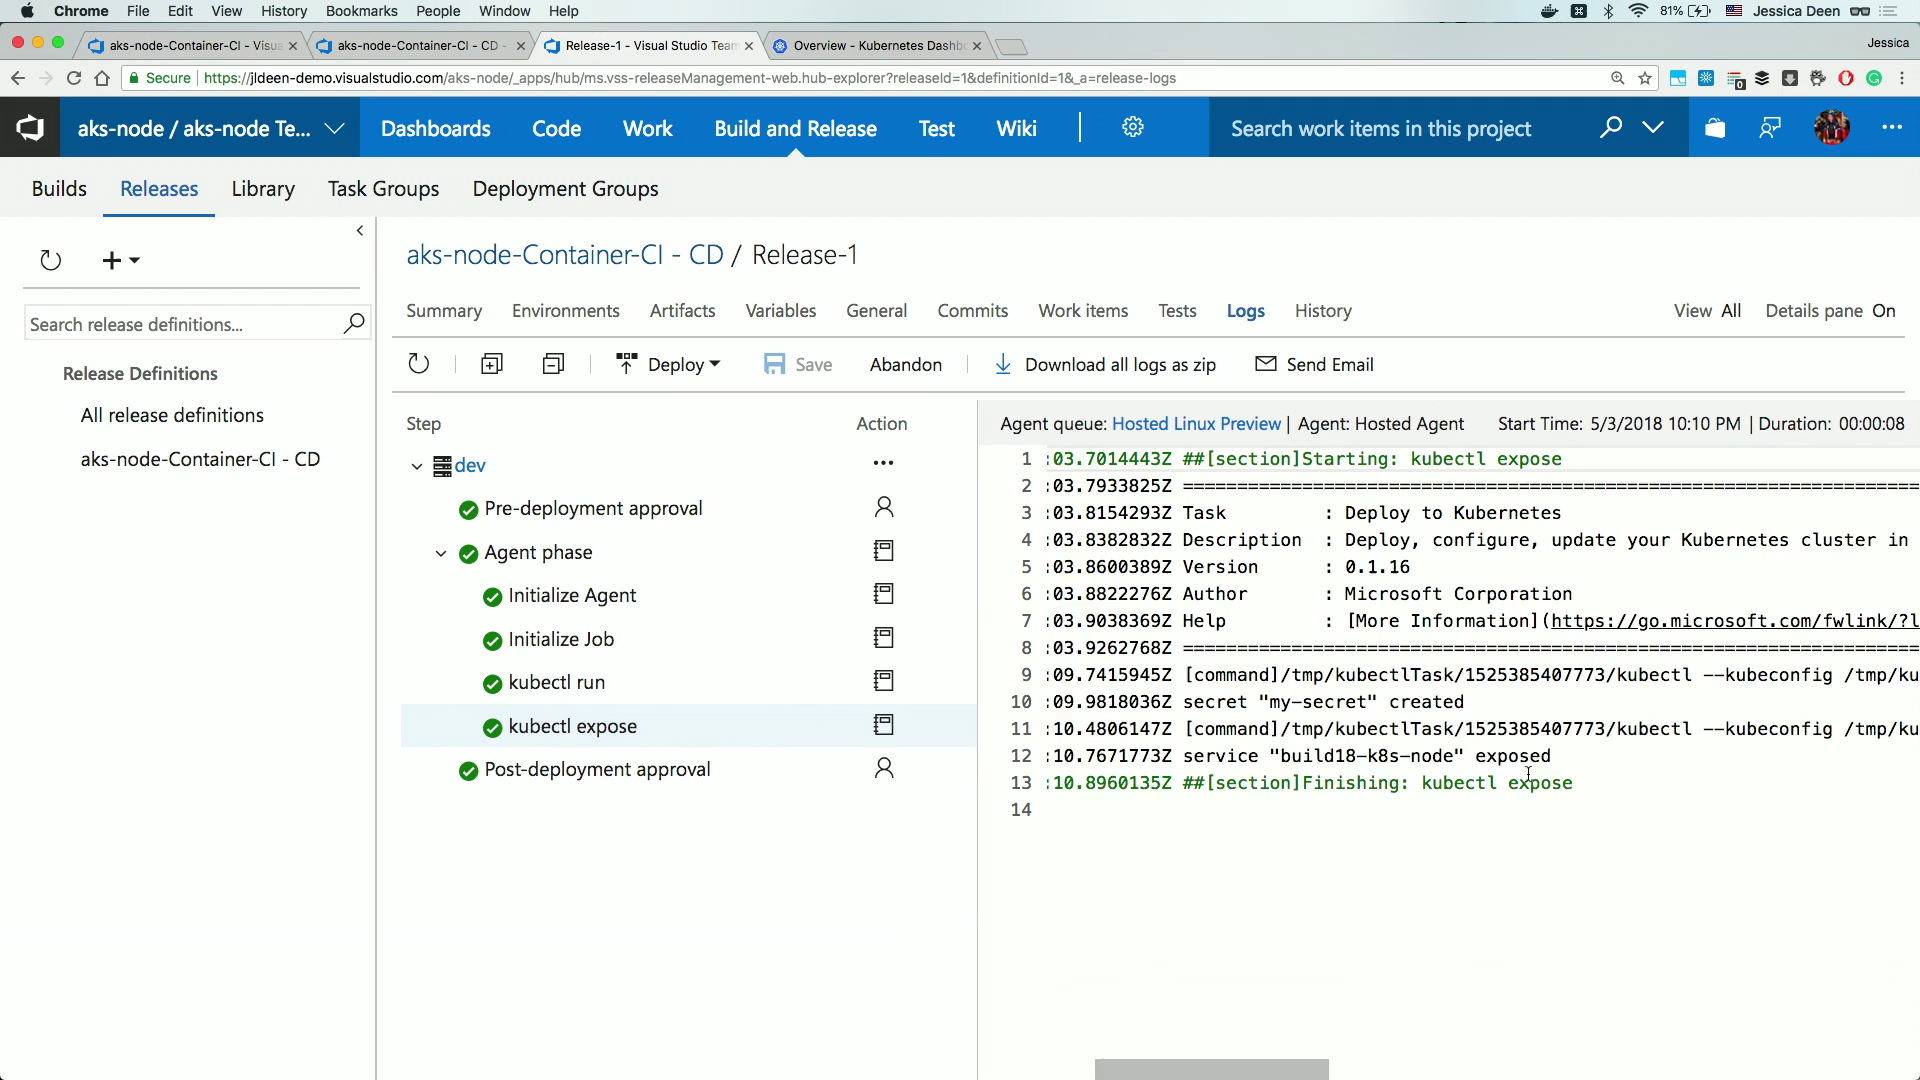 Chrome File Edit View History Bookmarks People Window Help 81% Jessica Deen
aks-node-Container-CI - Visua aks-node-Container-CI - CD - Release-1 - Visual Studio Team Overview - Kubernetes Dashb Jessica
Secure https://jldeen-demo.visualstudio.com/aks-node/_apps/hub/ms.vss-releaseManagement-web.hub-explorer?releaseId=1&definitionId=1&_a=release-logs
aks-node / aks-node Te... Dashboards Code Work Build and Release Test Wiki Search work items in this project
Builds Releases Library Task Groups Deployment Groups
aks-node-Container-CI - CD / Release-1
Summary Environments Artifacts Variables General Commits Work items Tests Logs History View All Details pane On
Search release definitions...
Deploy Save Abandon Download all logs as zip Send Email
Release Definitions
All release definitions
aks-node-Container-CI - CD
Step Action
dev
Pre-deployment approval
Agent phase
Initialize Agent
Initialize Job
kubectl run
kubectl expose
Post-deployment approval
Agent queue: Hosted Linux Preview | Agent: Hosted Agent Start Time: 5/3/2018 10:10 PM | Duration: 00:00:08
1 :03.7014443Z ##[section]Starting: kubectl expose
2 :03.7933825Z ====================================================================
3 :03.8154293Z Task : Deploy to Kubernetes
4 :03.8382832Z Description : Deploy, configure, update your Kubernetes cluster in
5 :03.8600389Z Version : 0.1.16
6 :03.8822276Z Author : Microsoft Corporation
7 :03.9038369Z Help : [More Information](https://go.microsoft.com/fwlink/?l
8 :03.9262768Z ====================================================================
9 :09.7415945Z [command]/tmp/kubectlTask/1525385407773/kubectl --kubeconfig /tmp/ku
10 :09.9818036Z secret "my-secret" created
11 :10.4806147Z [command]/tmp/kubectlTask/1525385407773/kubectl --kubeconfig /tmp/ku
12 :10.7671773Z service "build18-k8s-node" exposed
13 :10.8960135Z ##[section]Finishing: kubectl expose
14